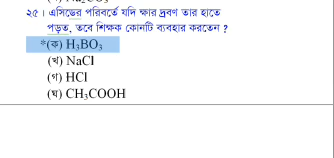 ২৫। এসিডের পরিবর্তে যদি ক্ষার দ্রবণ তার হাতে
পড়ত, তবে শিক্ষক কোনটি ব্যবহার করতেন ?
*(ক) H₃BO₃
(খ) NaCl
(গ) HCl
(ঘ) CH₃COOH